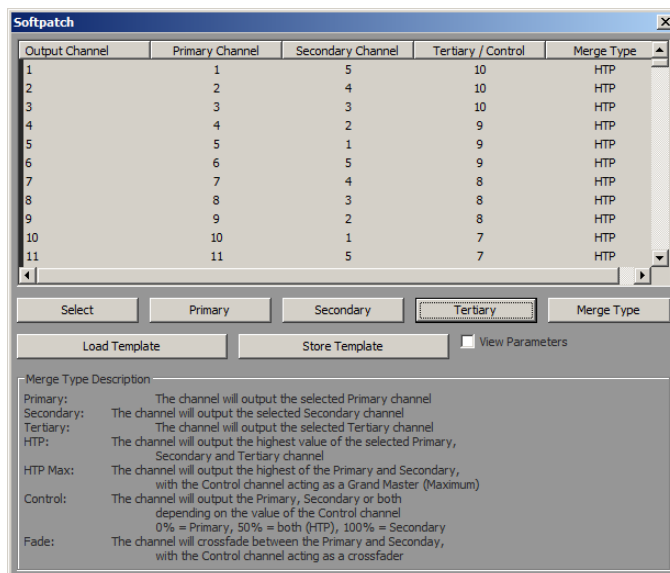 Softpatch
Output Channel Primary Channel Secondary Channel Tertiary / Control Merge Type
1 1 5 10 HTP
2 2 4 10 HTP
3 3 3 10 HTP
4 4 2 9 HTP
5 5 1 9 HTP
6 6 5 9 HTP
7 7 4 8 HTP
8 8 3 8 HTP
9 9 2 8 HTP
10 10 1 7 HTP
11 11 5 7 HTP
Select Primary Secondary Tertiary Merge Type
Load Template Store Template View Parameters
Merge Type Description
Primary: The channel will output the selected Primary channel
Secondary: The channel will output the selected Secondary channel
Tertiary: The channel will output the selected Tertiary channel
HTP: The channel will output the highest value of the selected Primary,
Secondary and Tertiary channel
HTP Max: The channel will output the highest of the Primary and Secondary,
with the Control channel acting as a Grand Master (Maximum)
Control: The channel will output the Primary, Secondary or both
depending on the value of the Control channel
0% = Primary, 50% = both (HTP), 100% = Secondary
Fade: The channel will crossfade between the Primary and Seconday,
with the Control channel acting as a crossfader